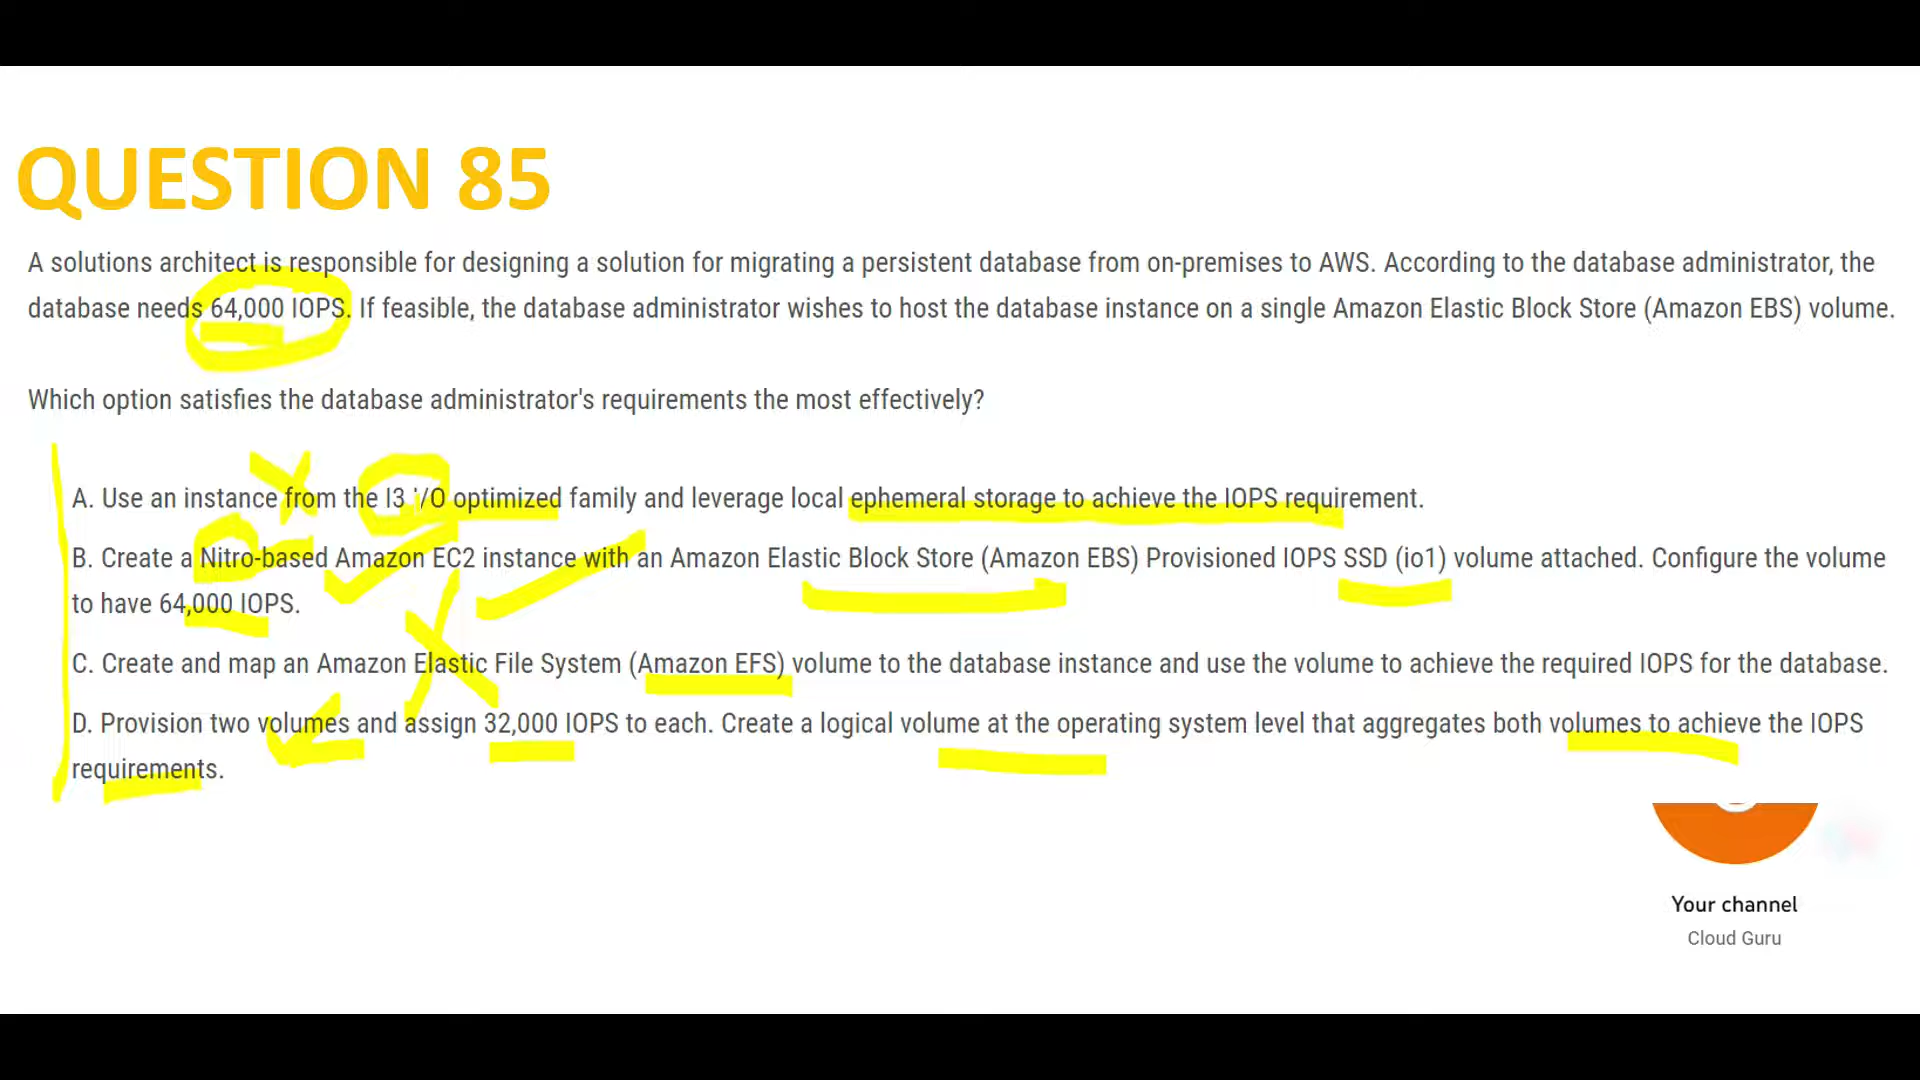 QUESTION 85
A solutions architect is responsible for designing a solution for migrating a persistent database from on-premises to AWS. According to the database administrator, the
database needs 64,000 IOPS. If feasible, the database administrator wishes to host the database instance on a single Amazon Elastic Block Store (Amazon EBS) volume.
Which option satisfies the database administrator's requirements the most effectively?
A. Use an instance from the I3 I/O optimized family and leverage local ephemeral storage to achieve the IOPS requirement.
B. Create a Nitro-based Amazon EC2 instance with an Amazon Elastic Block Store (Amazon EBS) Provisioned IOPS SSD (io1) volume attached. Configure the volume
to have 64,000 IOPS.
C. Create and map an Amazon Elastic File System (Amazon EFS) volume to the database instance and use the volume to achieve the required IOPS for the database.
D. Provision two volumes and assign 32,000 IOPS to each. Create a logical volume at the operating system level that aggregates both volumes to achieve the IOPS
requirements.
Your channel
Cloud Guru